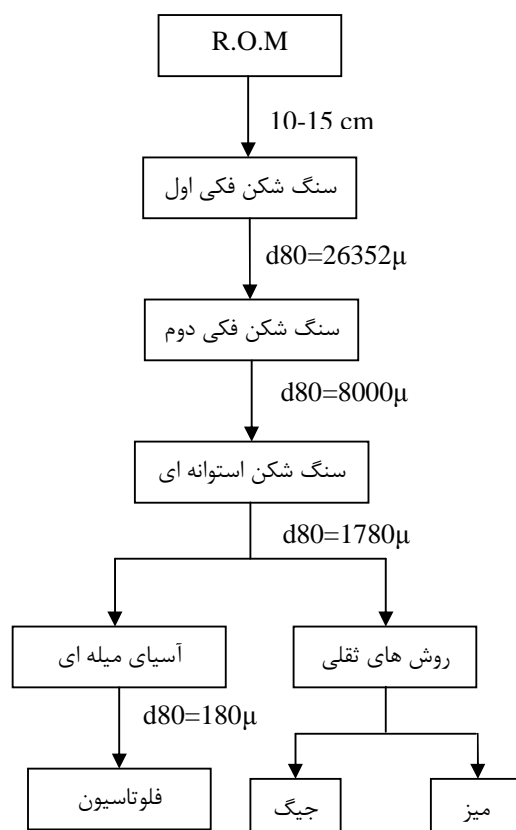 R.O.M
10-15 cm
سنگ شکن فکی اول
d80=26352μ
سنگ شکن فکی دوم
d80=8000μ
سنگ شکن استوانه ای
d80=1780μ
آسیای میله ای
روش های ثقلی
d80=180μ
فلوتاسیون
جیگ
میز